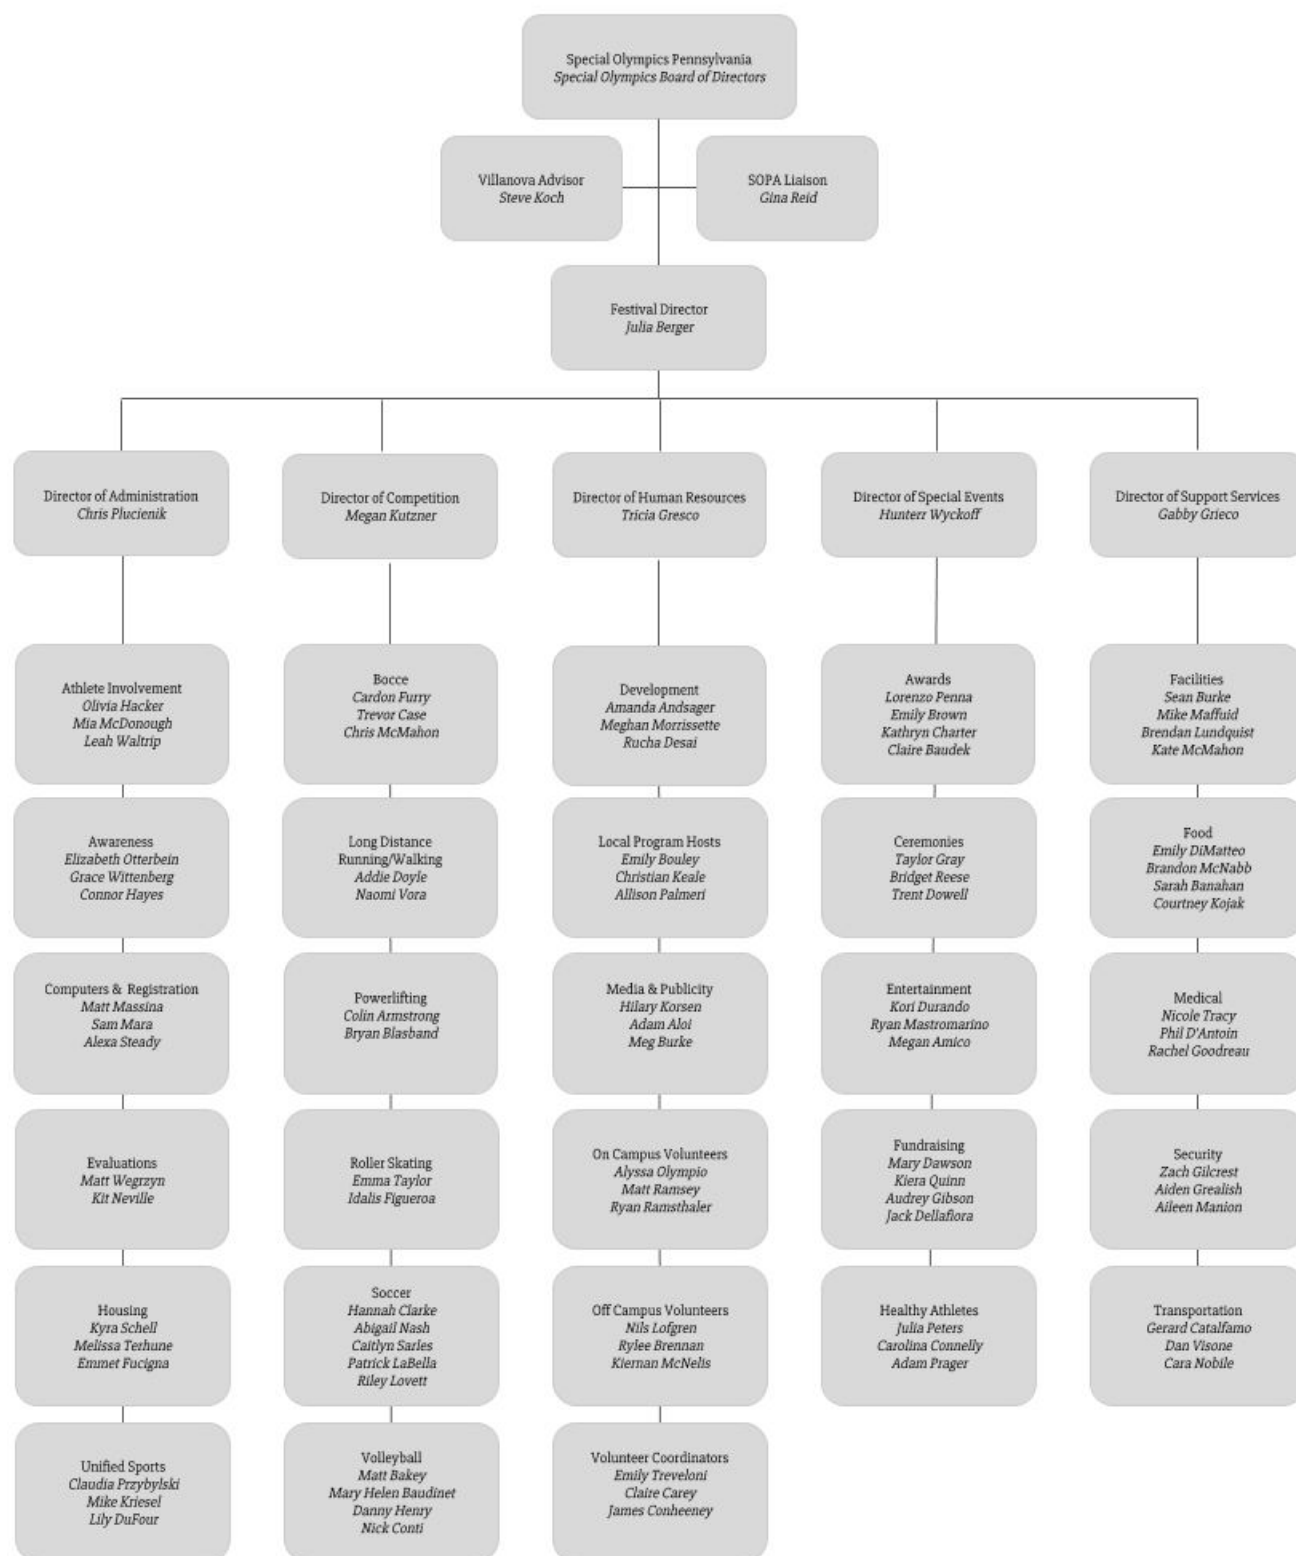 Special Olympics Pennsylvania
Special Olympics Board of Directors
Villanova Advisor
Steve Koch
SOPA Liaison
Gina Reid
Festival Director
Julia Berger
Director of Administration
Chris Plucienik
Director of Competition
Megan Kutzner
Director of Human Resources
Tricia Gresco
Director of Special Events
Hunterr Wyckoff
Director of Support Services
Gabby Grieco
Athlete Involvement
Olivia Hacker
Mia McDonough
Leah Waltrip
Bocce
Cardon Furry
Trevor Case
Chris McMahon
Development
Amanda Andsager
Meghan Morrissette
Rucha Desai
Awards
Lorenzo Penna
Emily Brown
Kathryn Charter
Claire Baudek
Facilities
Sean Burke
Mike Maffuid
Brendan Lundquist
Kate McMahon
Awareness
Elizabeth Otterbein
Grace Wittenberg
Connor Hayes
Long Distance
Running/Walking
Addie Doyle
Naomi Vora
Local Program Hosts
Emily Bouley
Christian Keale
Allison Palmeri
Ceremonies
Taylor Gray
Bridget Reese
Trent Dowell
Food
Emily DiMatteo
Brandon McNabb
Sarah Banahan
Courtney Kojak
Computers & Registration
Matt Massina
Sam Mara
Alexa Steady
Powerlifting
Colin Armstrong
Bryan Blasband
Media & Publicity
Hilary Korsen
Adam Aloi
Meg Burke
Entertainment
Kori Durando
Ryan Mastromarino
Megan Amico
Medical
Nicole Tracy
Phil D'Antoin
Rachel Goodreau
Evaluations
Matt Wegrzyn
Kit Neville
Roller Skating
Emma Taylor
Idalis Figueroa
On Campus Volunteers
Alyssa Olympio
Matt Ramsey
Ryan Ramsthaler
Fundraising
Mary Dawson
Kiera Quinn
Audrey Gibson
Jack Dellafiora
Security
Zach Gilcrest
Aiden Grealish
Aileen Manion
Housing
Kyra Schell
Melissa Terhune
Emmet Fucigna
Soccer
Hannah Clarke
Abigail Nash
Caitlyn Sarles
Patrick LaBella
Riley Lovett
Off Campus Volunteers
Nils Lofgren
Rylee Brennan
Kiernan McNelis
Healthy Athletes
Julia Peters
Carolina Connelly
Adam Prager
Transportation
Gerard Catalfamo
Dan Visone
Cara Nobile
Unified Sports
Claudia Przybylski
Mike Kriesel
Lily DuFour
Volleyball
Matt Bakey
Mary Helen Baudinet
Danny Henry
Nick Conti
Volunteer Coordinators
Emily Treveloni
Claire Carey
James Conheeney